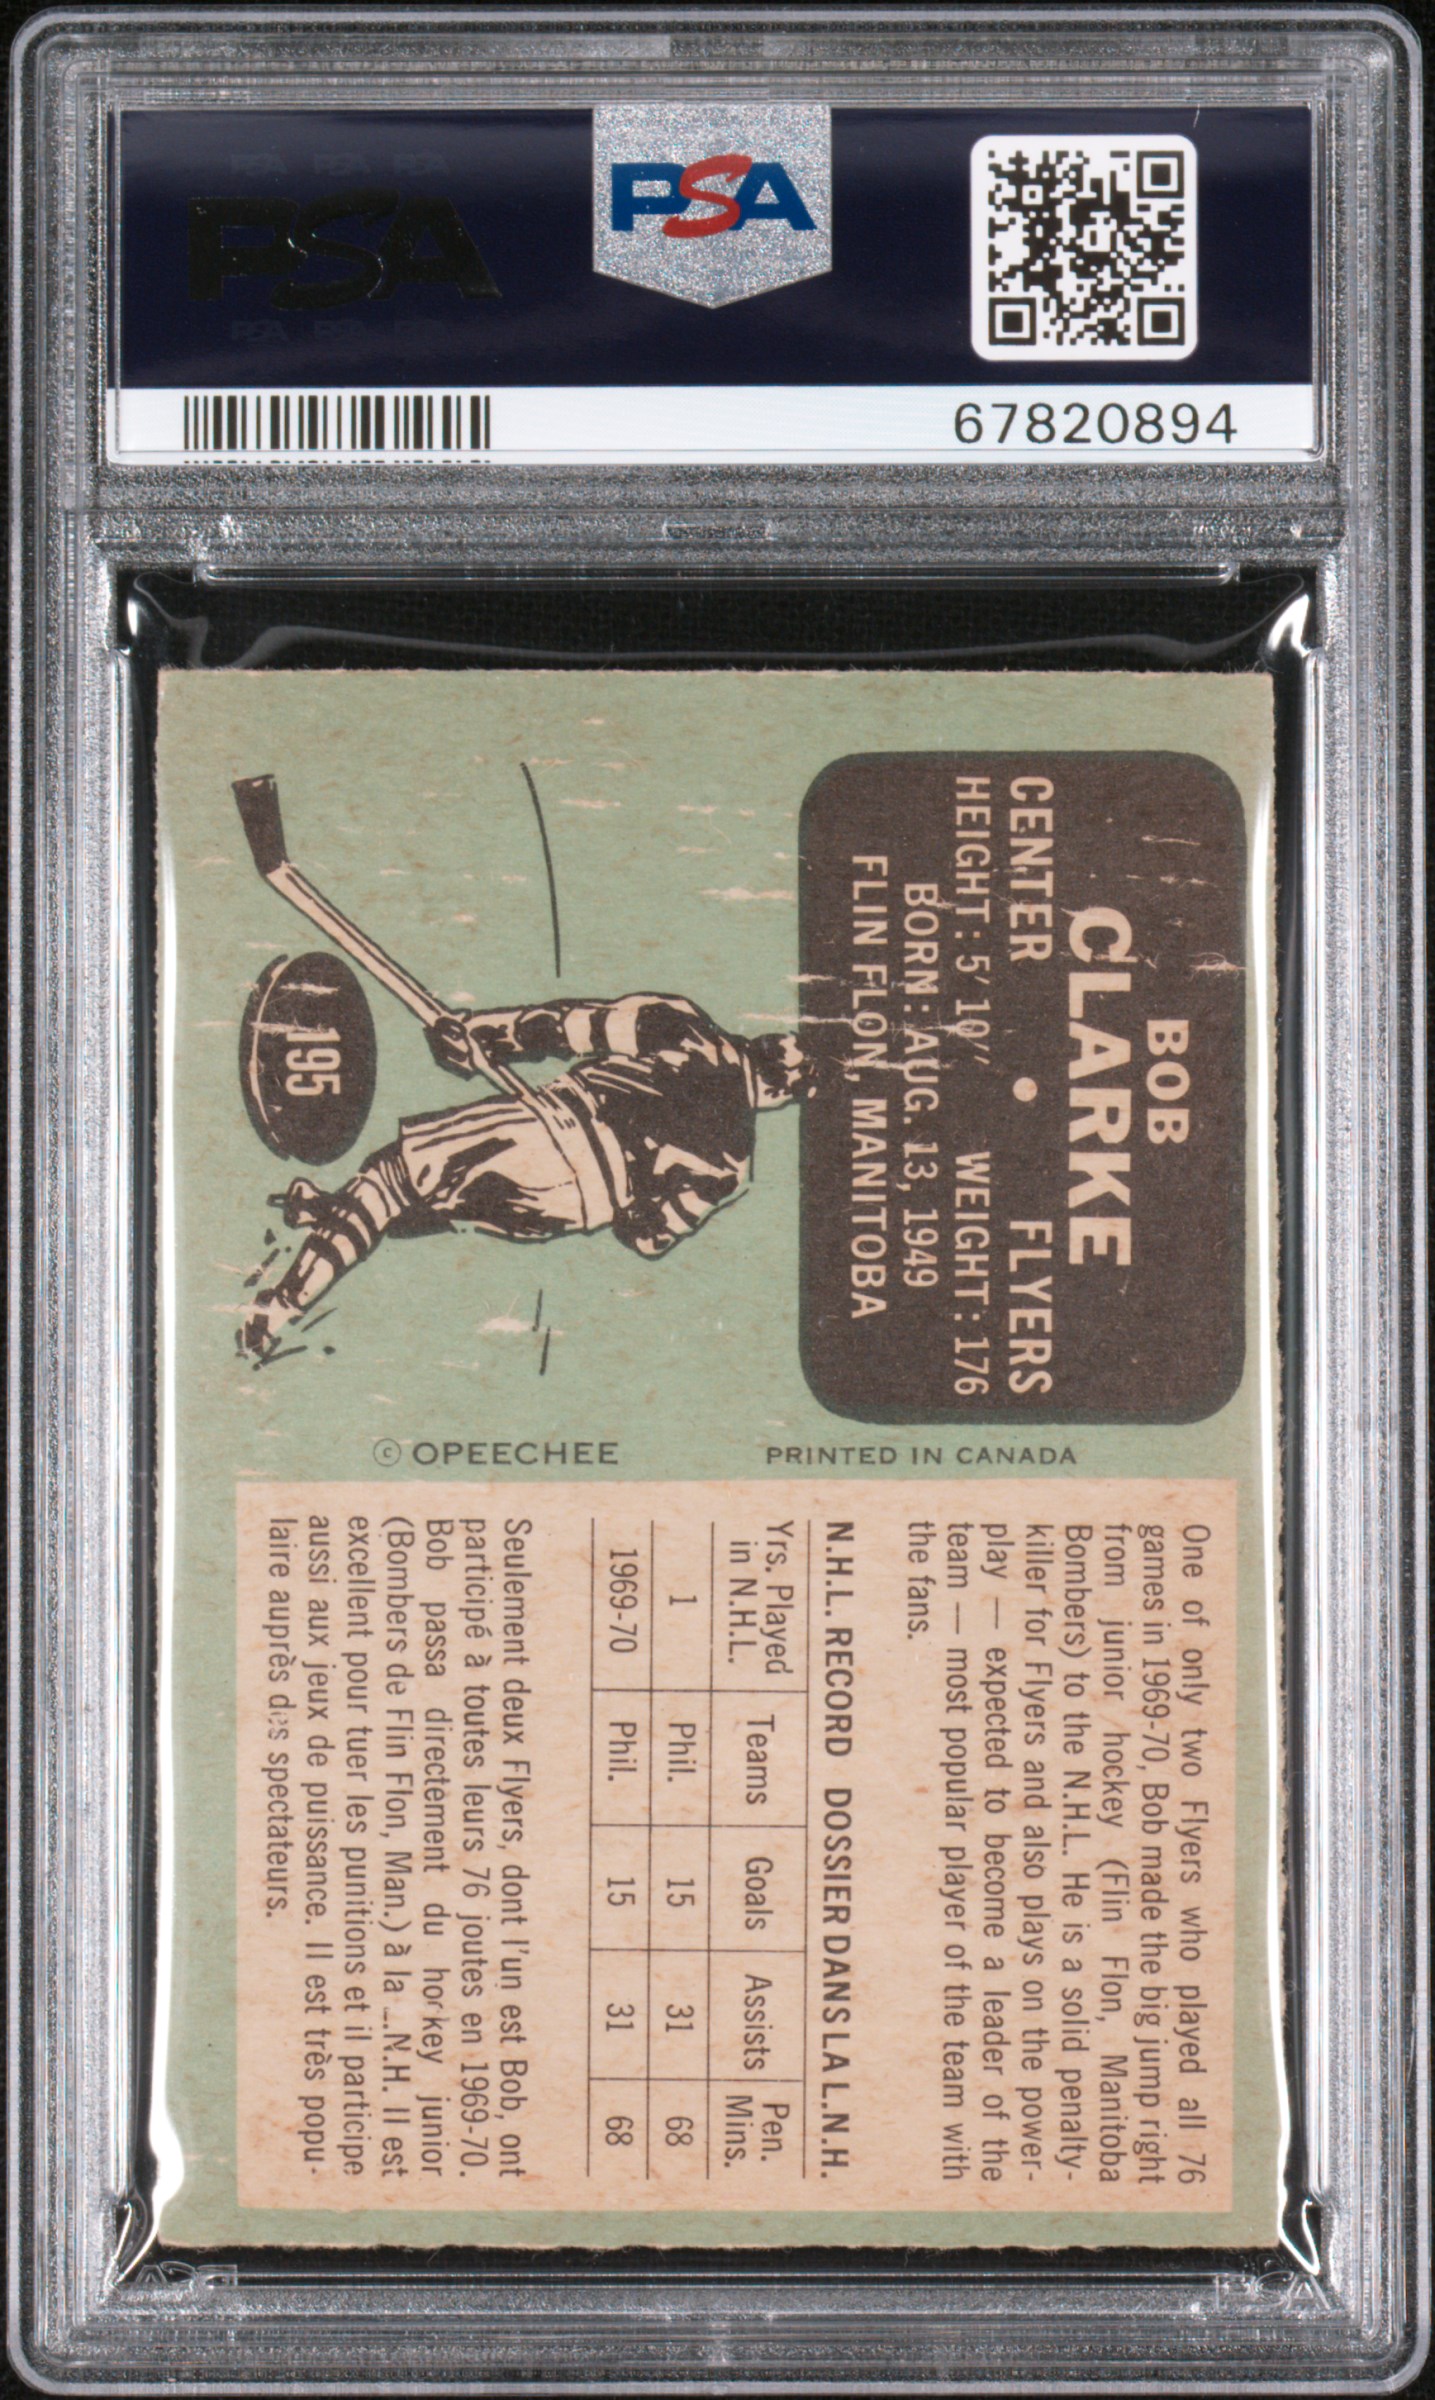 PSA
PSA
67820894
BOB
CLARKE
CENTER • FLYERS
HEIGHT: 5' 10" WEIGHT: 176
BORN: AUG. 13, 1949
FLIN FLON, MANITOBA
195
© OPEECHEE
PRINTED IN CANADA
One of only two Flyers who played all 76
games in 1969-70, Bob made the big jump right
from junior hockey (Flin Flon, Manitoba
Bombers) to the N.H.L. He is a solid penalty-
killer for Flyers and also plays on the power-
play — expected to become a leader of the
team — most popular player of the team with
the fans.
N.H.L. RECORD DOSSIER DANS LA L.N.H.
Yrs. Played in N.H.L. Teams Goals Assists Pen. Mins.
1 Phil. 15 31 68
1969-70 Phil. 15 31 68
Seulement deux Flyers, dont l'un est Bob, ont
participé à toutes leurs 76 joutes en 1969-70.
Bob passa directement du hockey junior
(Bombers de Flin Flon, Man.) à la L.N.H. Il est
excellent pour tuer les punitions et il participe
aussi aux jeux de puissance. Il est très popu-
laire auprès des spectateurs.
PSA
PSA